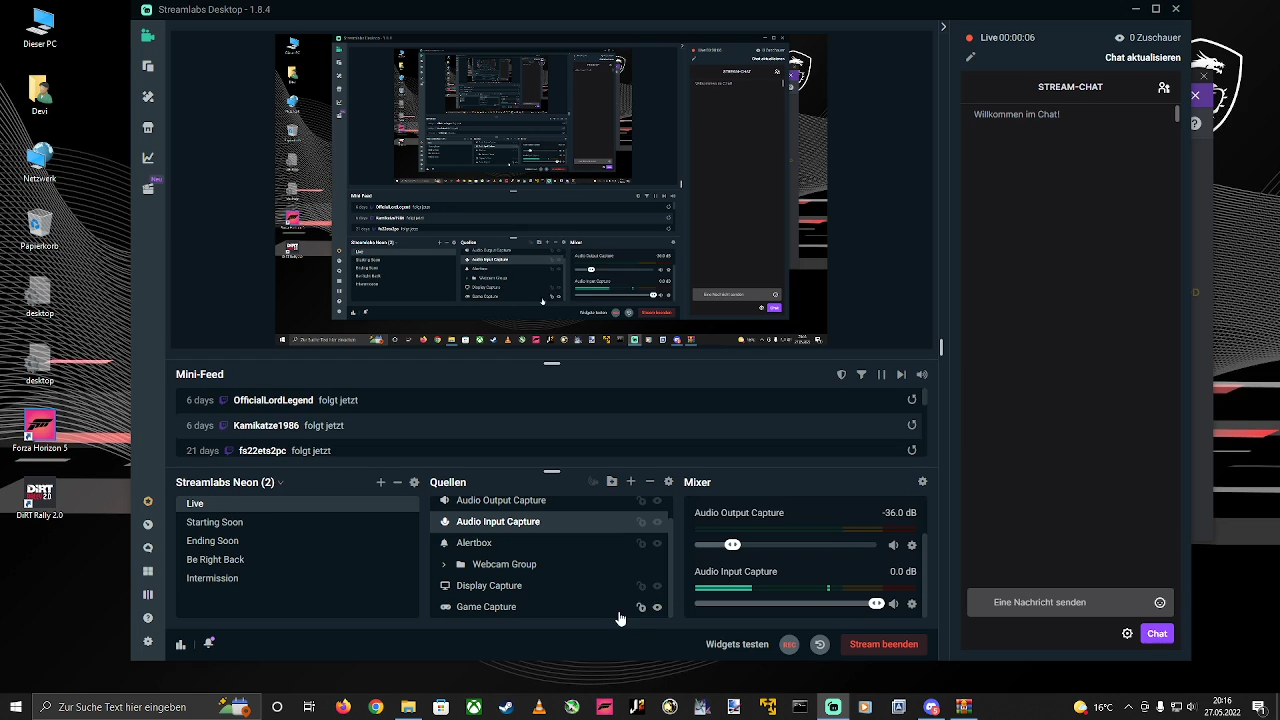 Streamlabs Desktop - 1.8.4
Dieser PC
Devi
Netzwerk
Papierkorb
desktop
desktop
Forza Horizon 5
DiRT Rally 2.0
Neu
Live 00:00:06
0 Zuschauer
Chat aktualisieren
STREAM-CHAT
Willkommen im Chat!
Mini-Feed
6 days OfficialLordLegend folgt jetzt
6 days Kamikatze1986 folgt jetzt
21 days fa22ets2pc folgt jetzt
Streamlabs Neon (2)
Live
Starting Soon
Ending Soon
Be Right Back
Intermission
Quellen
Audio Output Capture
Audio Input Capture
Alertbox
Webcam Group
Display Capture
Game Capture
Mixer
Audio Output Capture -36.0 dB
Audio Input Capture 0.0 dB
Widgets testen
REC
Stream beenden
Eine Nachricht senden
Chat
Zur Suche Text hier eingeben
16°C
20:16
27.05.2022